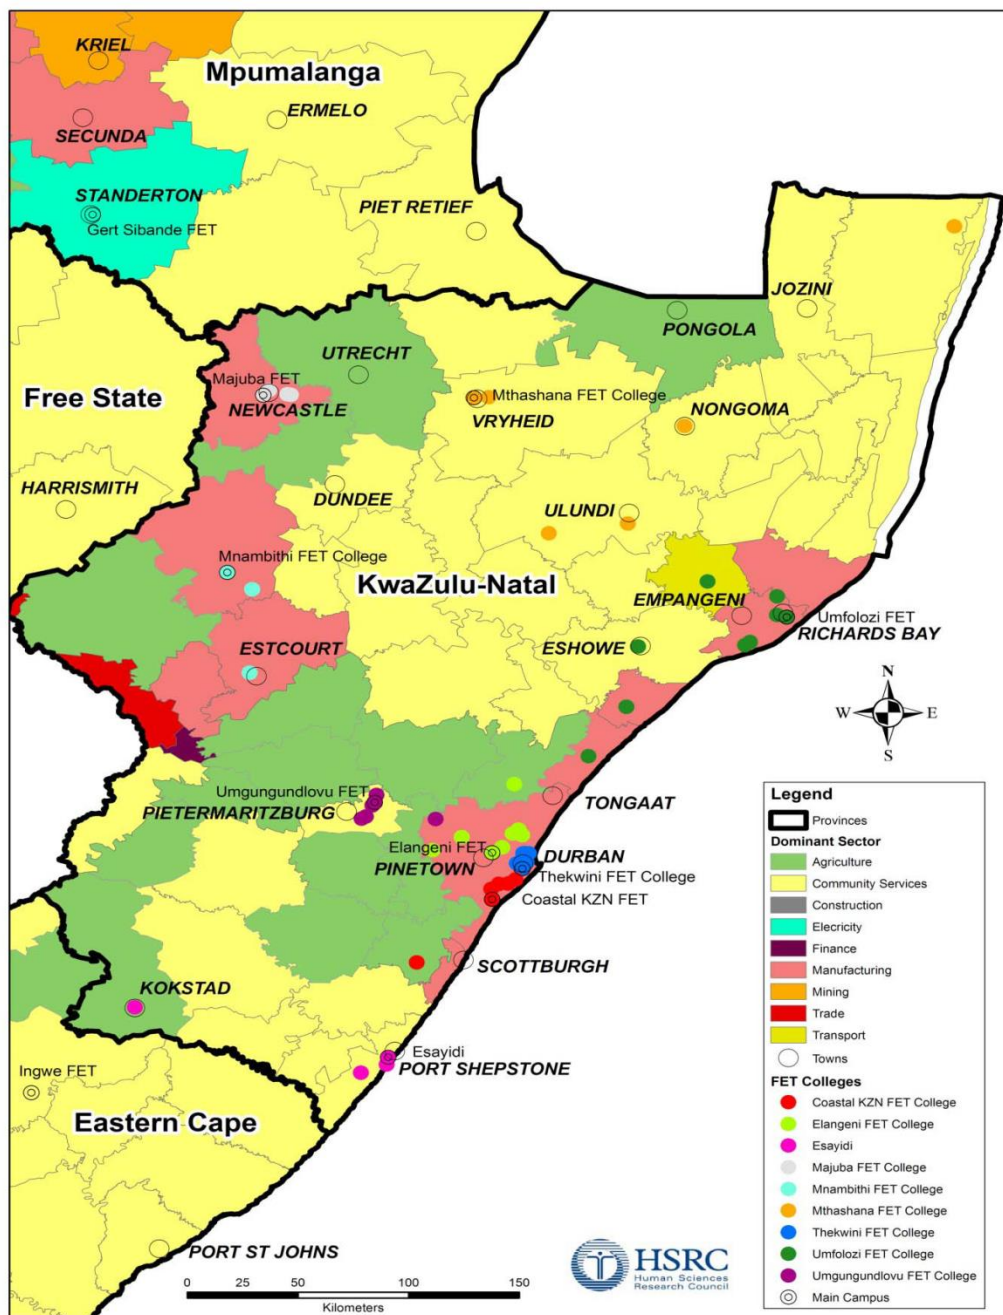 KRIEL
Mpumalanga
ERMELO
SECUNDA
STANDERTON
Gert Sibande FET
PIET RETIEF
JOZINI
PONGOLA
UTRECHT
Majuba FET
Free State
NEWCASTLE
Mthashana FET College
VRYHEID
NONGOMA
HARRISMITH
DUNDEE
ULUNDI
Mnambithi FET College
KwaZulu-Natal
EMPANGENI
Umfolozi FET
RICHARDS BAY
ESTCOURT
ESHOWE
N
W
E
S
Umgungundlovu FET
PIETERMARITZBURG
TONGAAT
Elangeni FET
DURBAN
PINETOWN
Thekwini FET College
Coastal KZN FET
SCOTTBURGH
KOKSTAD
Esayidi
PORT SHEPSTONE
Ingwe FET
Eastern Cape
PORT ST JOHNS
Legend
Provinces
Dominant Sector
Agriculture
Community Services
Construction
Elecricity
Finance
Manufacturing
Mining
Trade
Transport
Towns
FET Colleges
Coastal KZN FET College
Elangeni FET College
Esayidi
Majuba FET College
Mnambithi FET College
Mthashana FET College
Thekwini FET College
Umfolozi FET College
Umgungundlovu FET College
Main Campus
HSRC
Human Sciences
Research Council
0 50 100 150
Kilometers